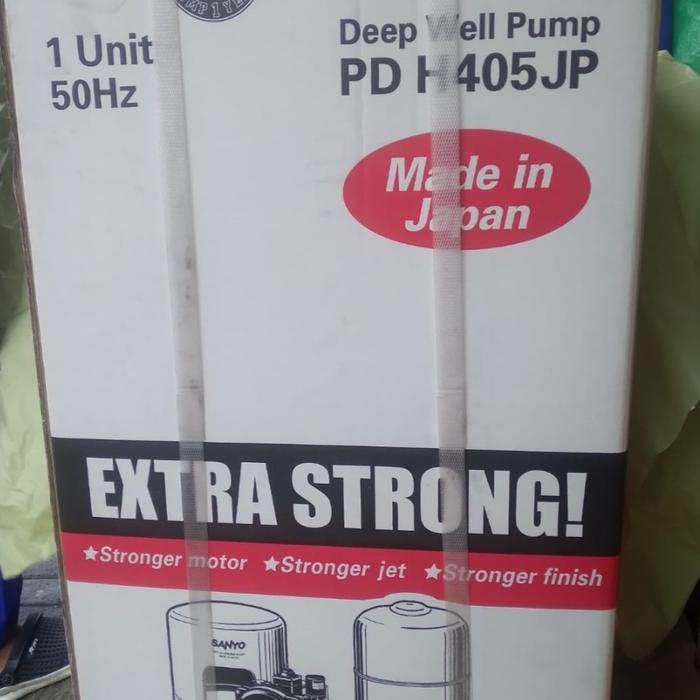 1 Unit
50Hz
Deep Well Pump
PD H405JP
Made in
Japan
EXTRA STRONG!
★Stronger motor ★Stronger jet ★Stronger finish
SANYO